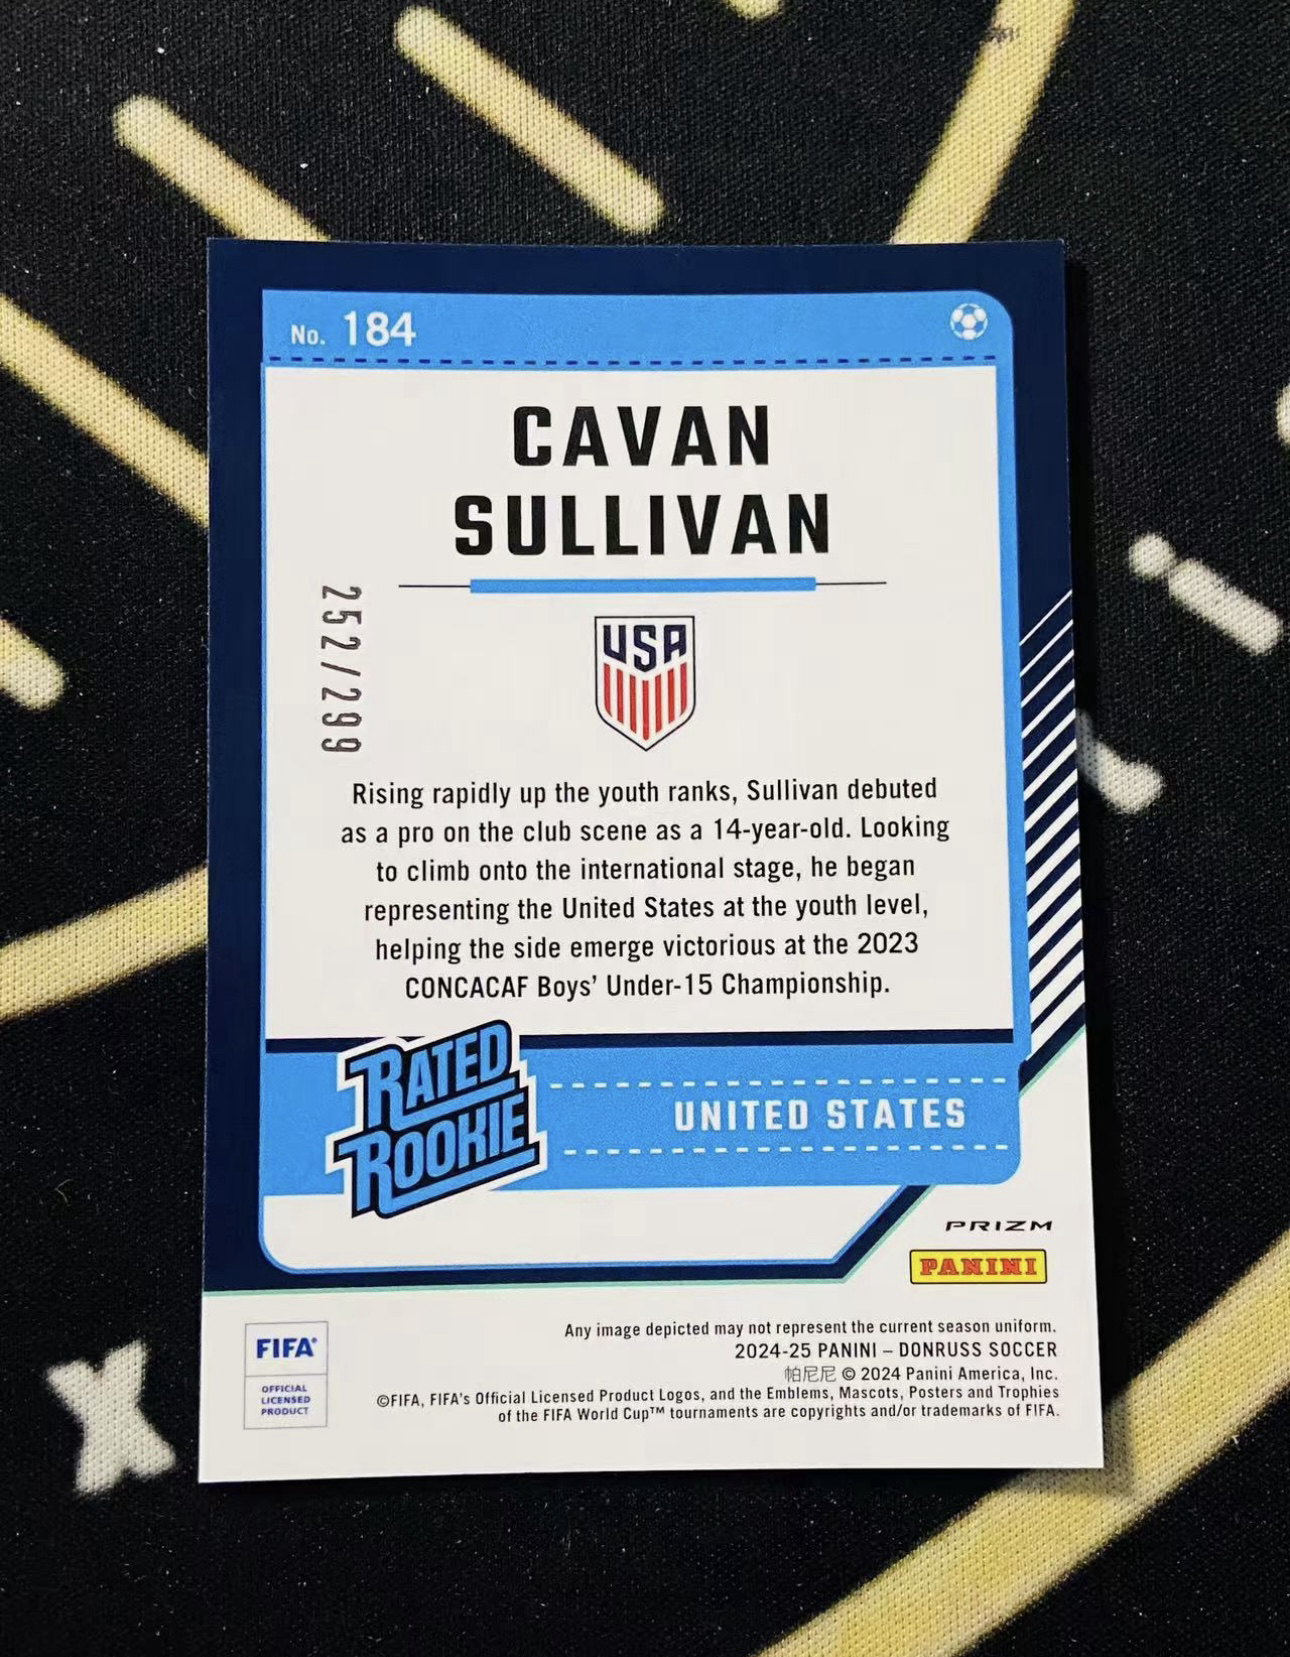 No. 184
CAVAN
SULLIVAN
252/299
USA
Rising rapidly up the youth ranks, Sullivan debuted
as a pro on the club scene as a 14-year-old. Looking
to climb onto the international stage, he began
representing the United States at the youth level,
helping the side emerge victorious at the 2023
CONCACAF Boys' Under-15 Championship.
RATED
ROOKIE
UNITED STATES
PRIZM
PANINI
FIFA®
OFFICIAL
LICENSED
PRODUCT
Any image depicted may not represent the current season uniform.
2024-25 PANINI – DONRUSS SOCCER
帕尼尼 © 2024 Panini America, Inc.
©FIFA, FIFA's Official Licensed Product Logos, and the Emblems, Mascots, Posters and Trophies
of the FIFA World Cup™ tournaments are copyrights and/or trademarks of FIFA.